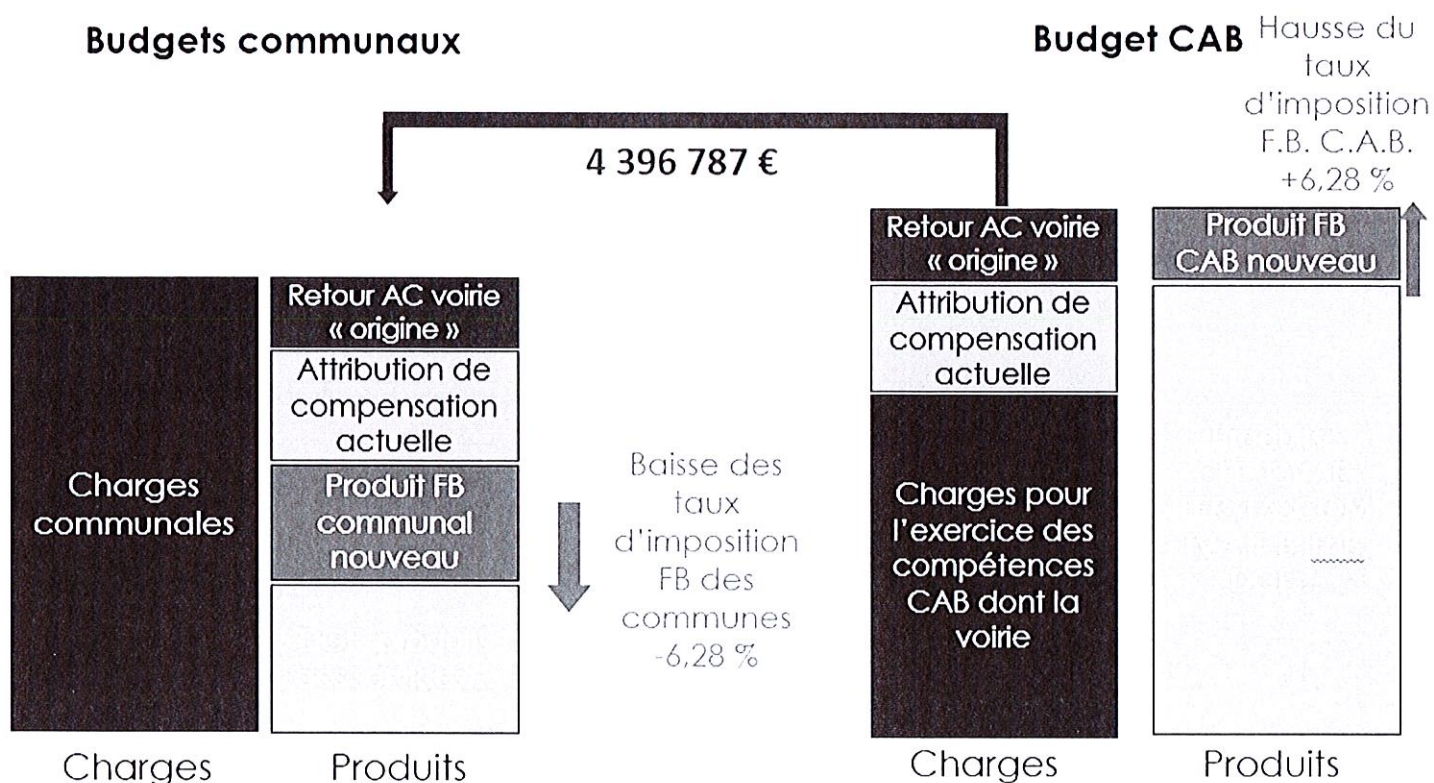 Budgets communaux
Budget CAB
Hausse du
taux
d'imposition
F.B. C.A.B.
+6,28 %
4 396 787 €
Charges
communales
Retour AC voirie
« origine »
Attribution de
compensation
actuelle
Produit FB
communal
nouveau
Baisse des
taux
d'imposition
FB des
communes
-6,28 %
Retour AC voirie
« origine »
Attribution de
compensation
actuelle
Charges pour
l'exercice des
compétences
CAB dont la
voirie
Produit FB
CAB nouveau
Charges
Produits
Charges
Produits